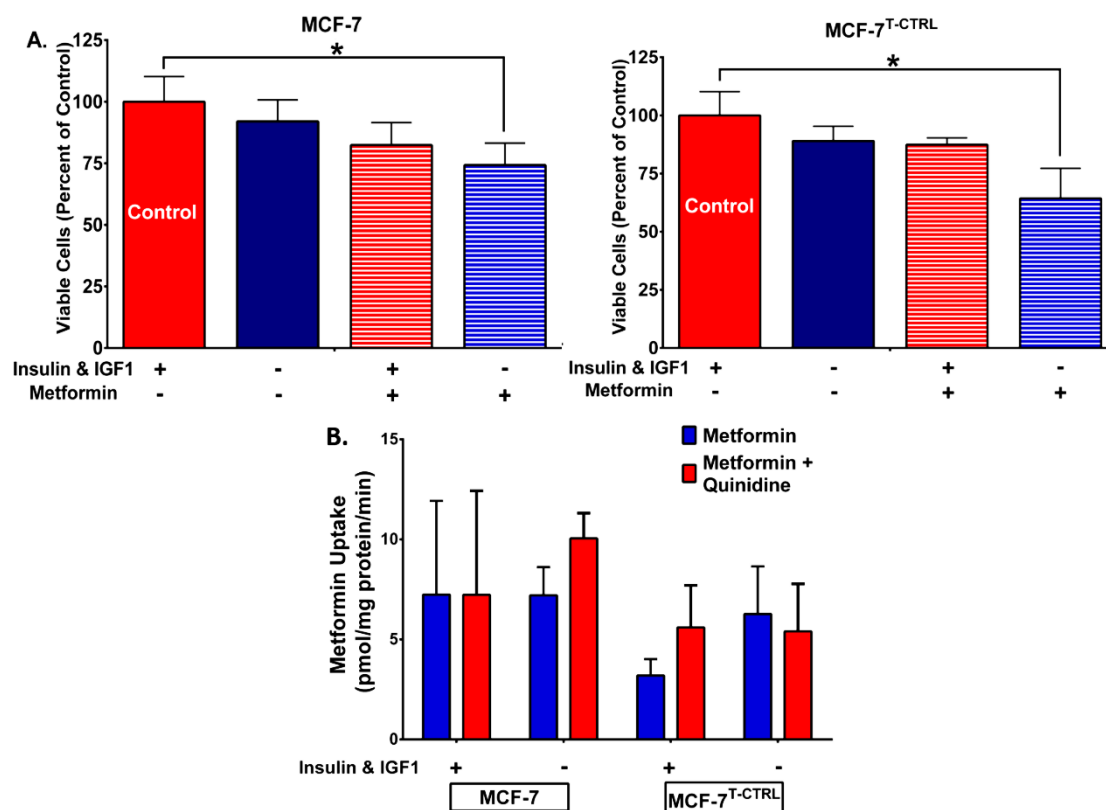 A.
MCF-7
Viable Cells (Percent of Control)
125
100
75
50
25
0
Control
*
Insulin & IGF1 + - + -
Metformin - - + +
MCF-7T-CTRL
Viable Cells (Percent of Control)
125
100
75
50
25
0
Control
*
Insulin & IGF1 + - + -
Metformin - - + +
B.
Metformin
Metformin +
Quinidine
Metformin Uptake
(pmol/mg protein/min)
15
10
5
0
Insulin & IGF1 + - + -
MCF-7 MCF-7T-CTRL